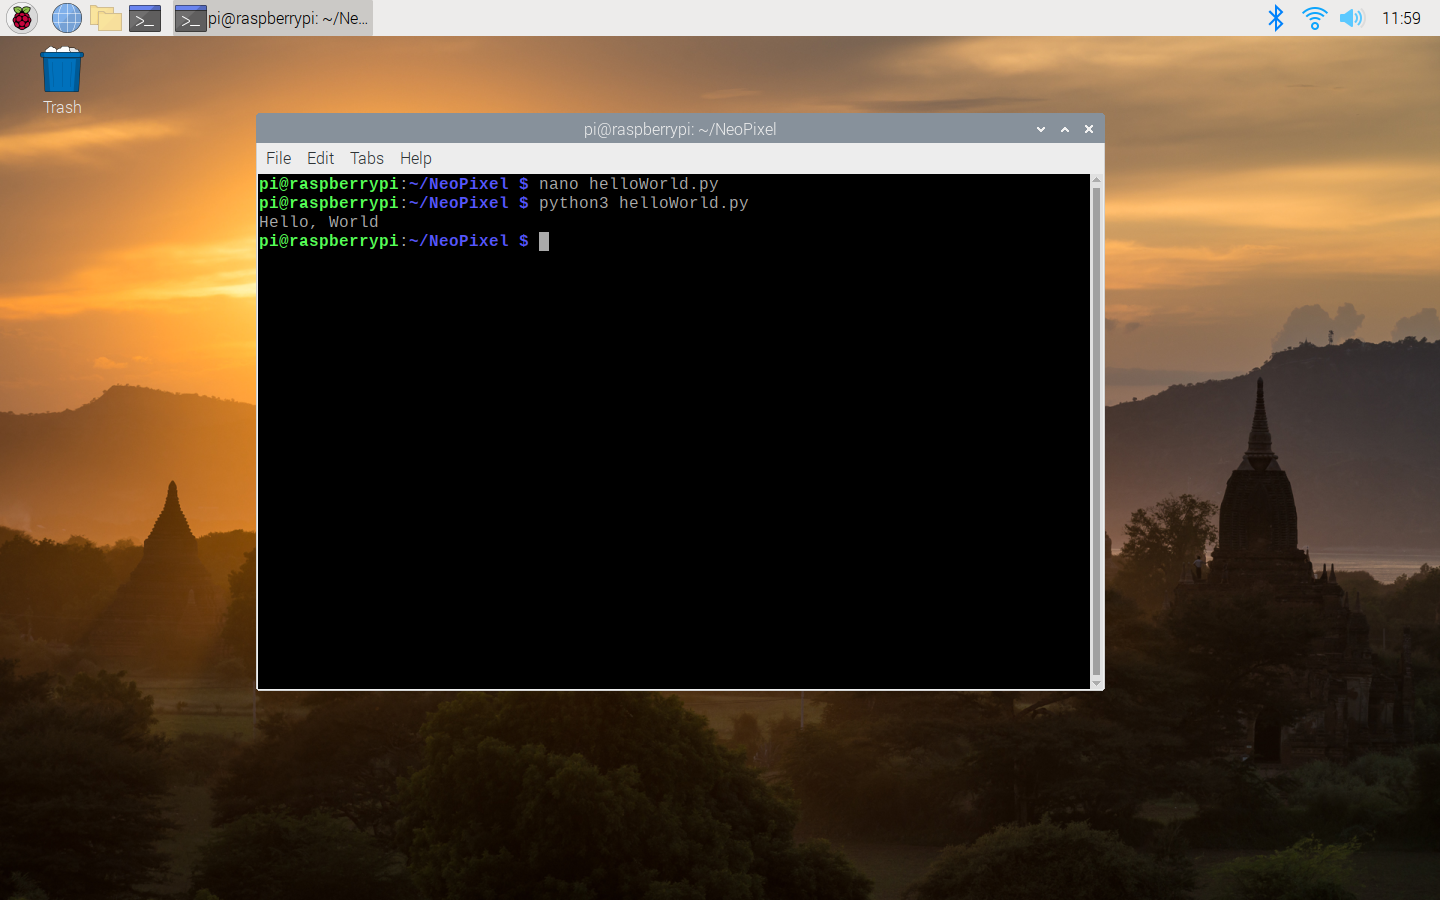 pi@raspberrypi: ~/Ne...
11:59
Trash
pi@raspberrypi: ~/NeoPixel
File Edit Tabs Help
pi@raspberrypi:~/NeoPixel $ nano helloWorld.py
pi@raspberrypi:~/NeoPixel $ python3 helloWorld.py
Hello, World
pi@raspberrypi:~/NeoPixel $